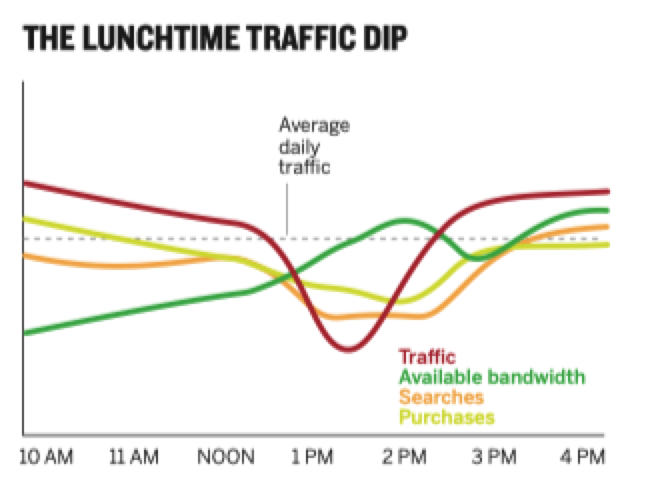 THE LUNCHTIME TRAFFIC DIP
Average
daily
traffic
Traffic
Available bandwidth
Searches
Purchases
10 AM 11 AM NOON 1 PM 2 PM 3 PM 4 PM